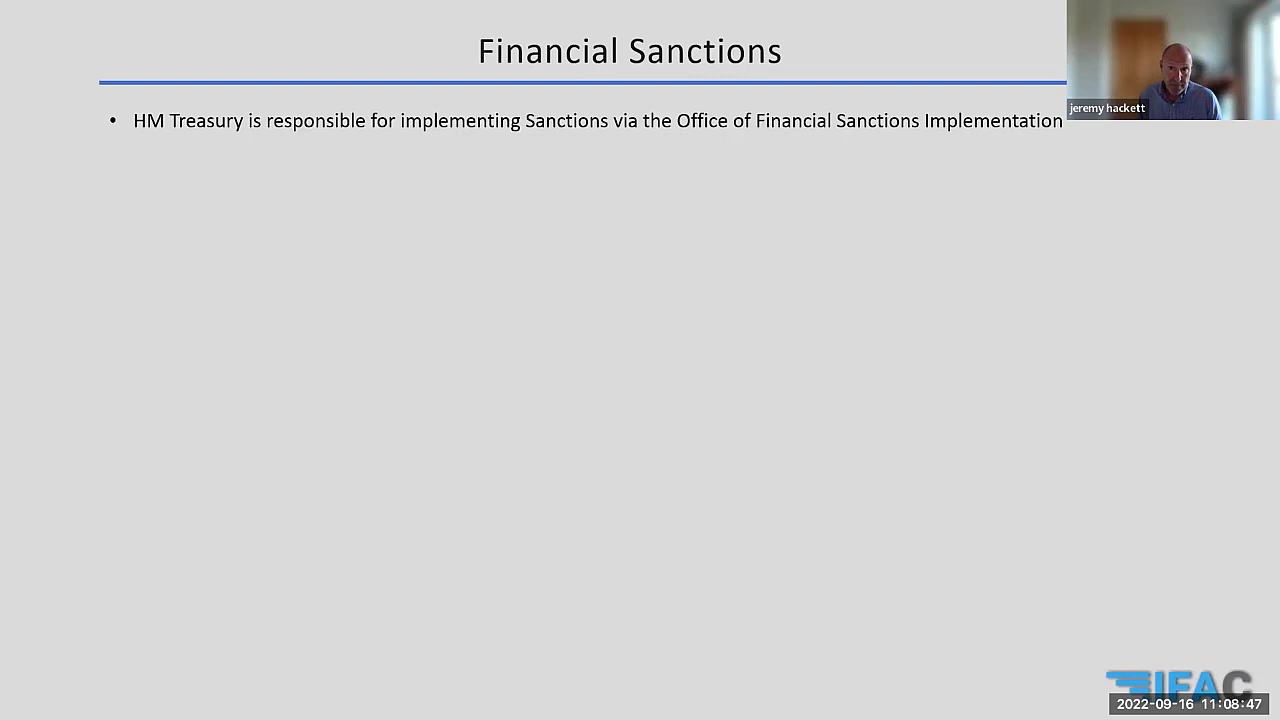 Financial Sanctions
jeremy hackett
• HM Treasury is responsible for implementing Sanctions via the Office of Financial Sanctions Implementation
IFAC
2022-09-16 11:08:47